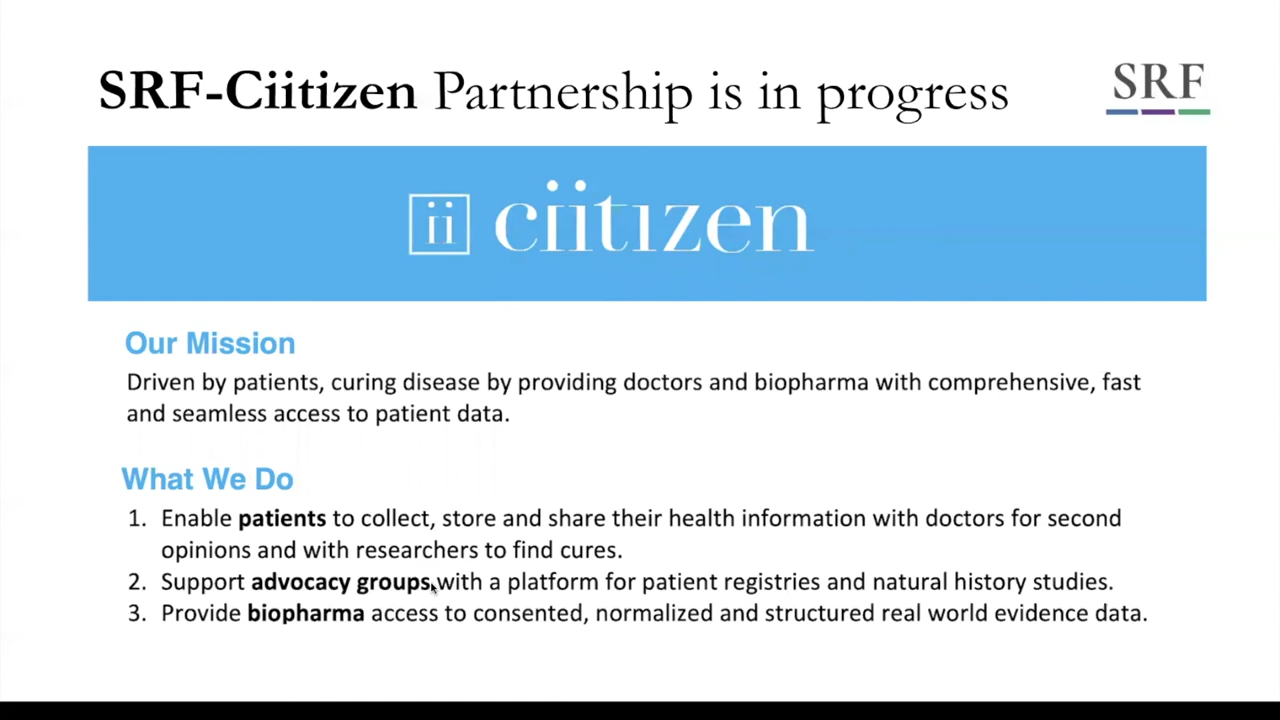 SRF-Ciitizen Partnership is in progress
SRF
ii ciitizen
Our Mission
Driven by patients, curing disease by providing doctors and biopharma with comprehensive, fast
and seamless access to patient data.
What We Do
1. Enable patients to collect, store and share their health information with doctors for second
opinions and with researchers to find cures.
2. Support advocacy groups with a platform for patient registries and natural history studies.
3. Provide biopharma access to consented, normalized and structured real world evidence data.